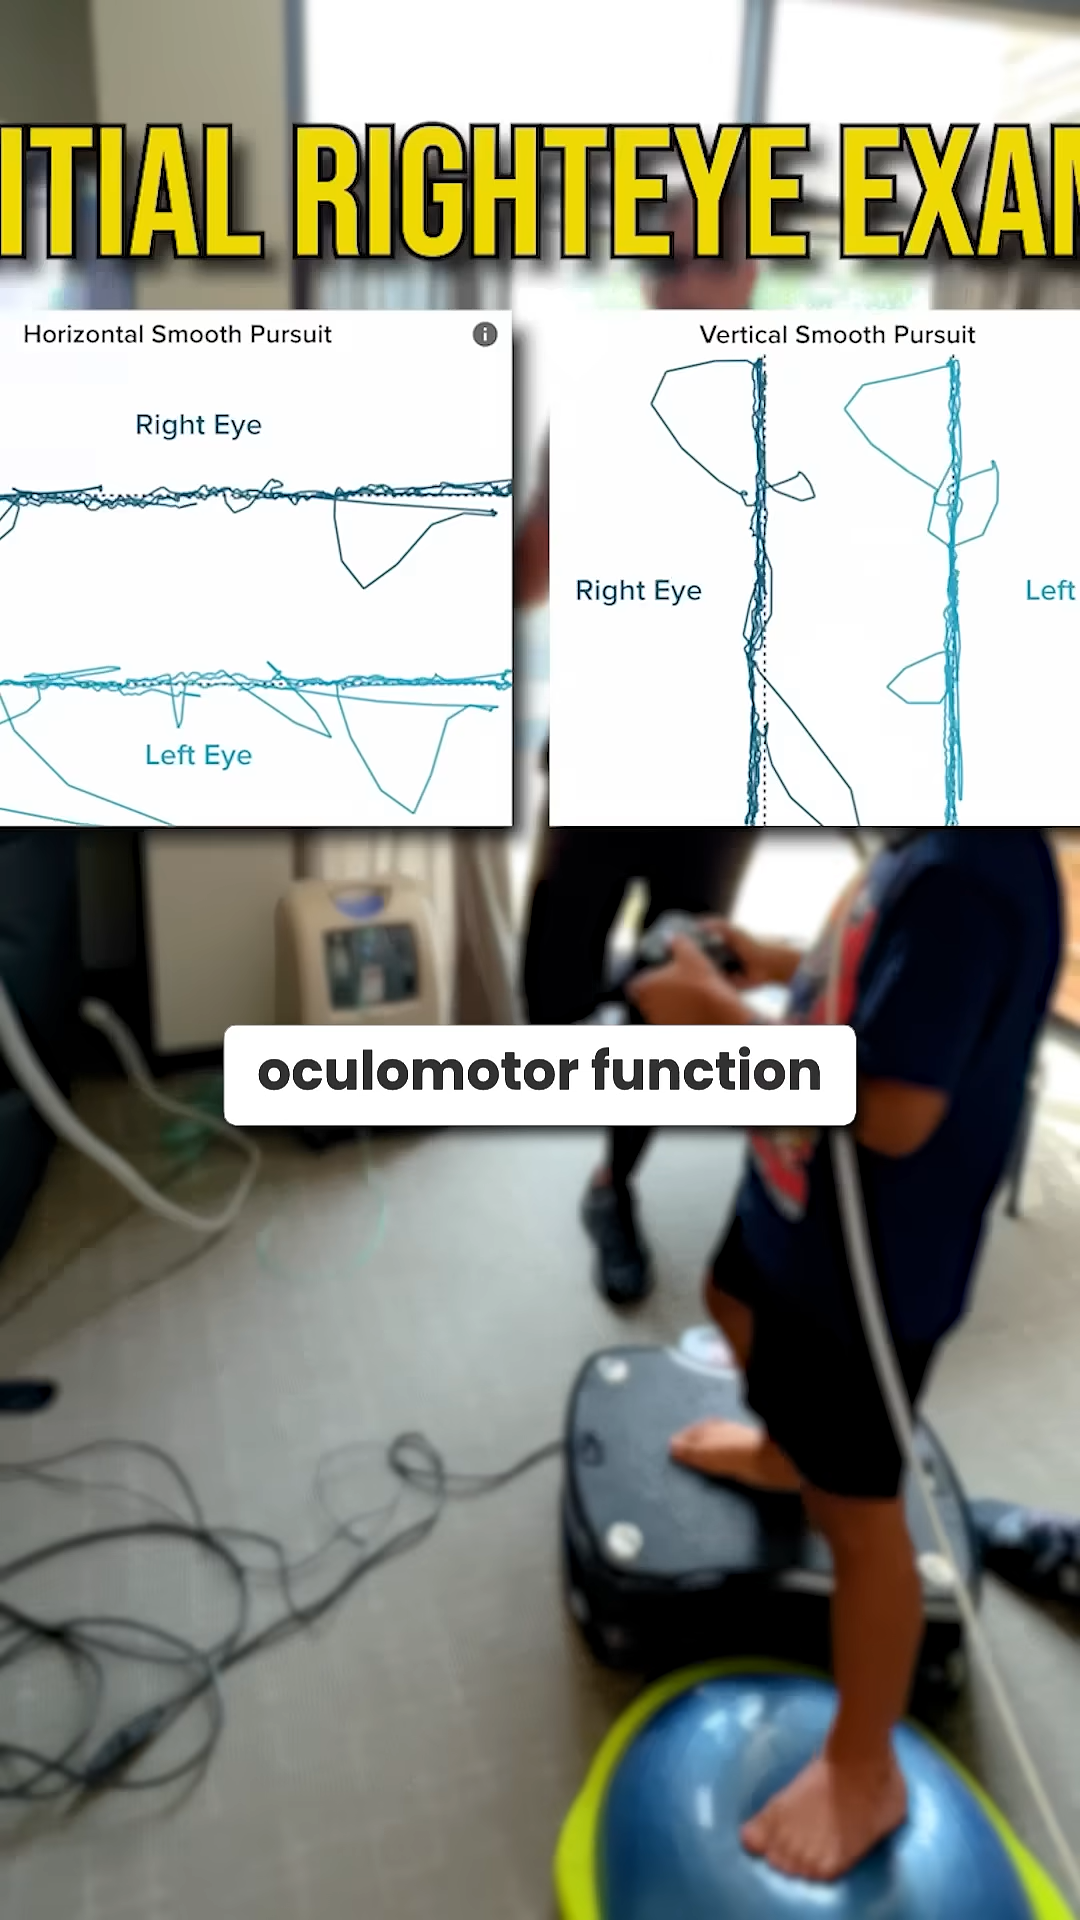 ITIAL RIGHTEYE EXAM
Horizontal Smooth Pursuit
i
Right Eye
Left Eye
Vertical Smooth Pursuit
Right Eye
Left
oculomotor function